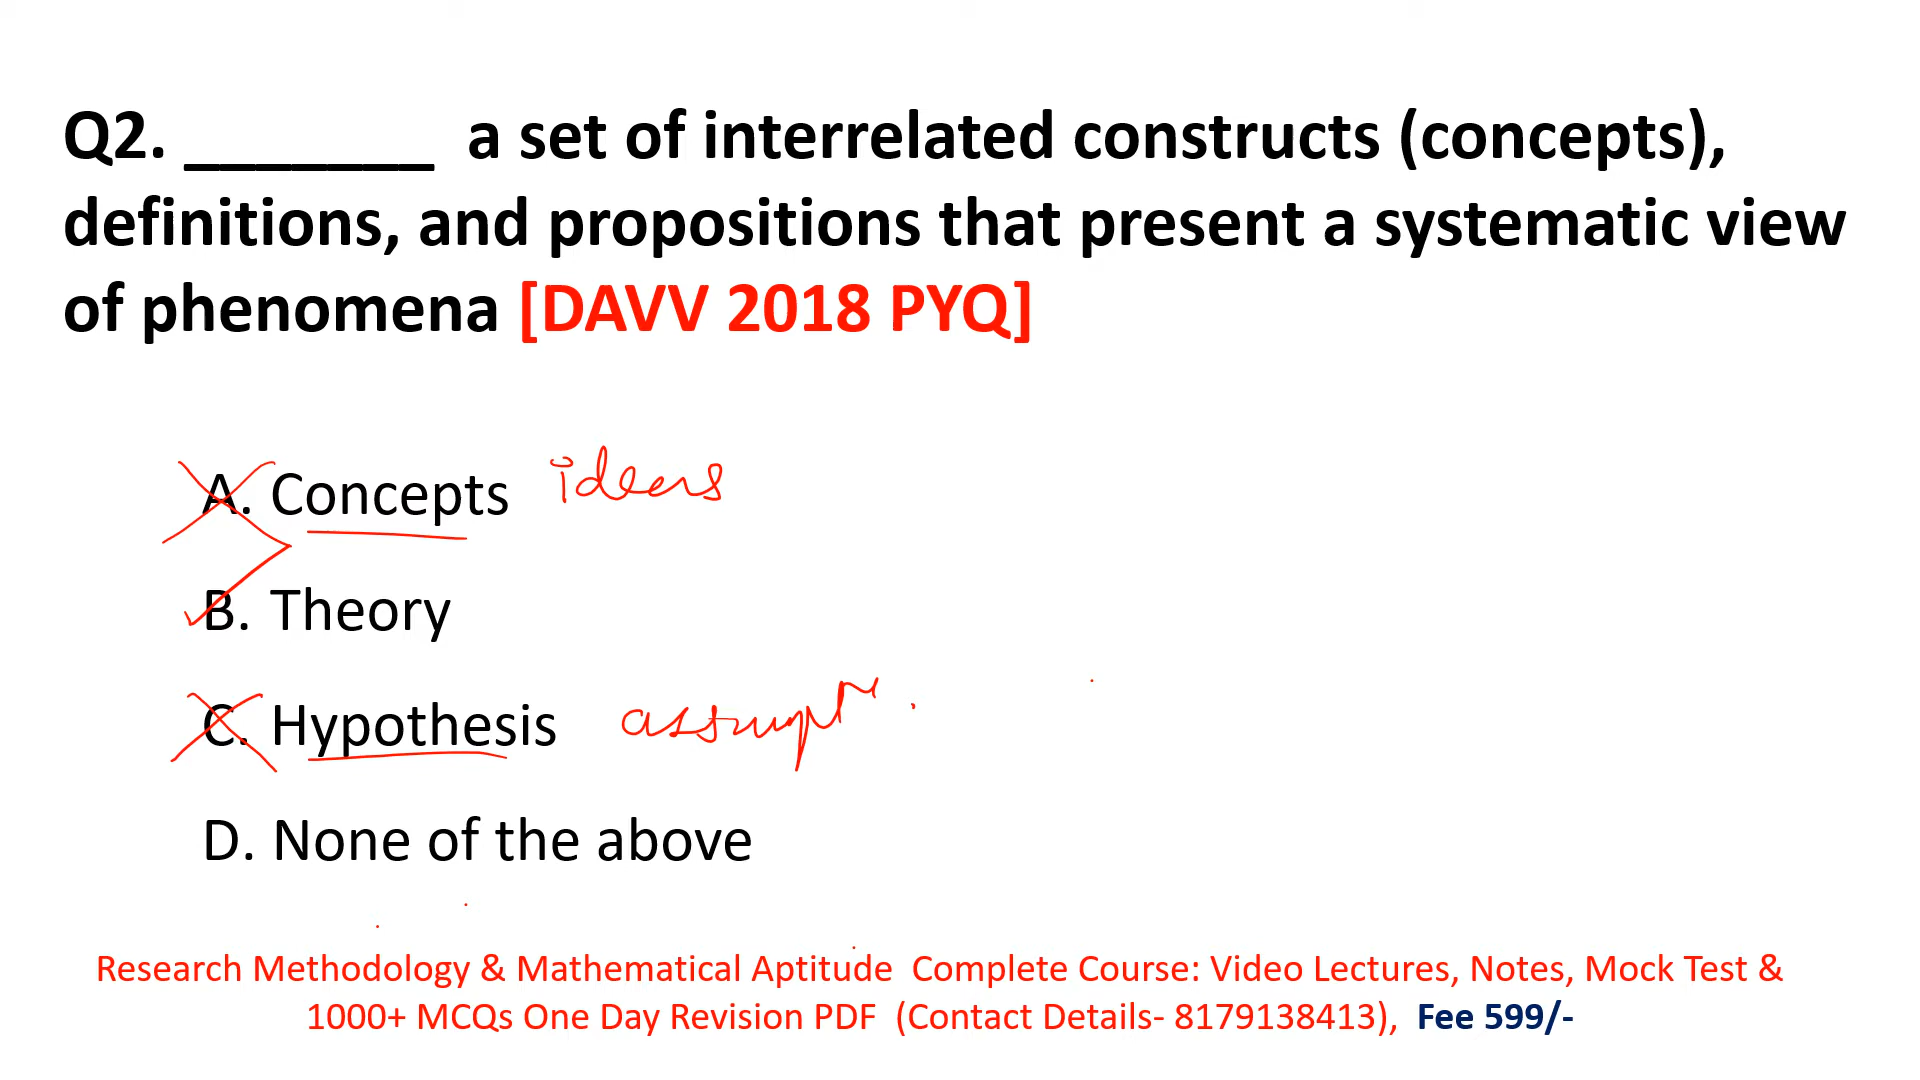 Q2. _______ a set of interrelated constructs (concepts),
definitions, and propositions that present a systematic view
of phenomena [DAVV 2018 PYQ]
A. Concepts ideas
B. Theory
C. Hypothesis assumptn
D. None of the above
Research Methodology & Mathematical Aptitude Complete Course: Video Lectures, Notes, Mock Test &
1000+ MCQs One Day Revision PDF (Contact Details- 8179138413), Fee 599/-